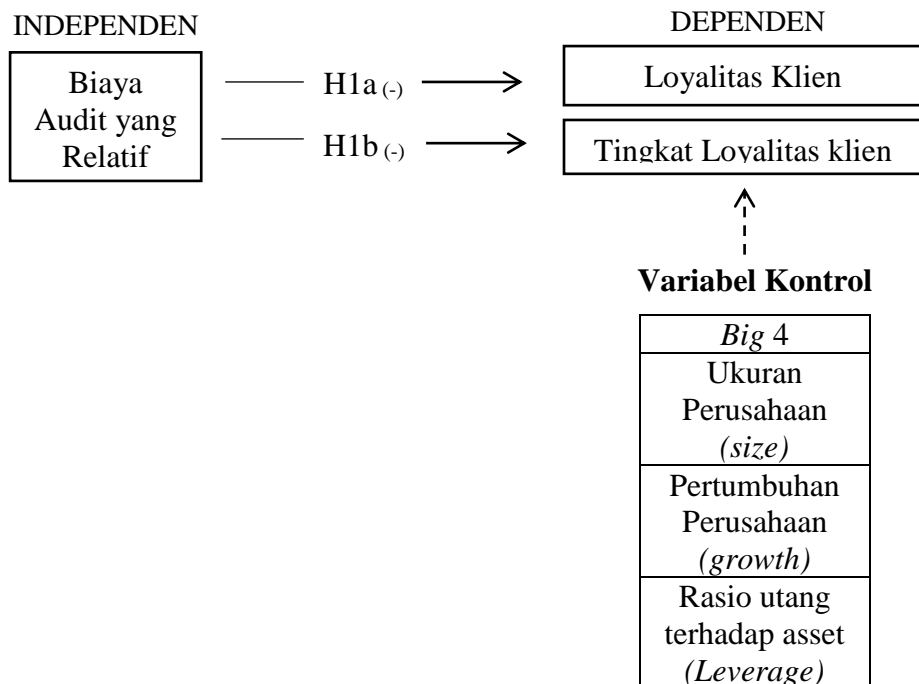 INDEPENDEN
DEPENDEN
Biaya
Audit yang
Relatif
H1a (-)
H1b (-)
Loyalitas Klien
Tingkat Loyalitas klien
Variabel Kontrol
Big 4
Ukuran
Perusahaan
(size)
Pertumbuhan
Perusahaan
(growth)
Rasio utang
terhadap asset
(Leverage)